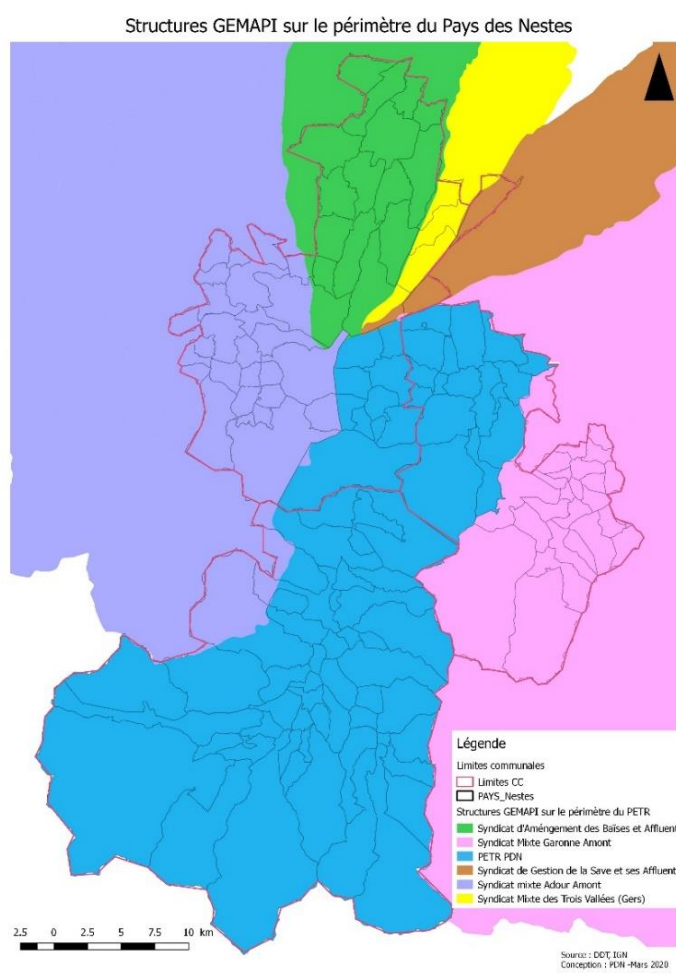 Structures GEMAPI sur le périmètre du Pays des Nestes
Légende
Limites communales
Limites CC
PAYS_Nestes
Structures GEMAPI sur le périmètre du PETR
Syndicat d'Améngement des Baïses et Affluent
Syndicat Mixte Garonne Amont
PETR PDN
Syndicat de Gestion de la Save et ses Affluent
Syndicat mixte Adour Amont
Syndicat Mixte des Trois Vallées (Gers)
2.5 0 2.5 5 7.5 10 km
Source : DDT, IGN
Conception : PDN -Mars 2020